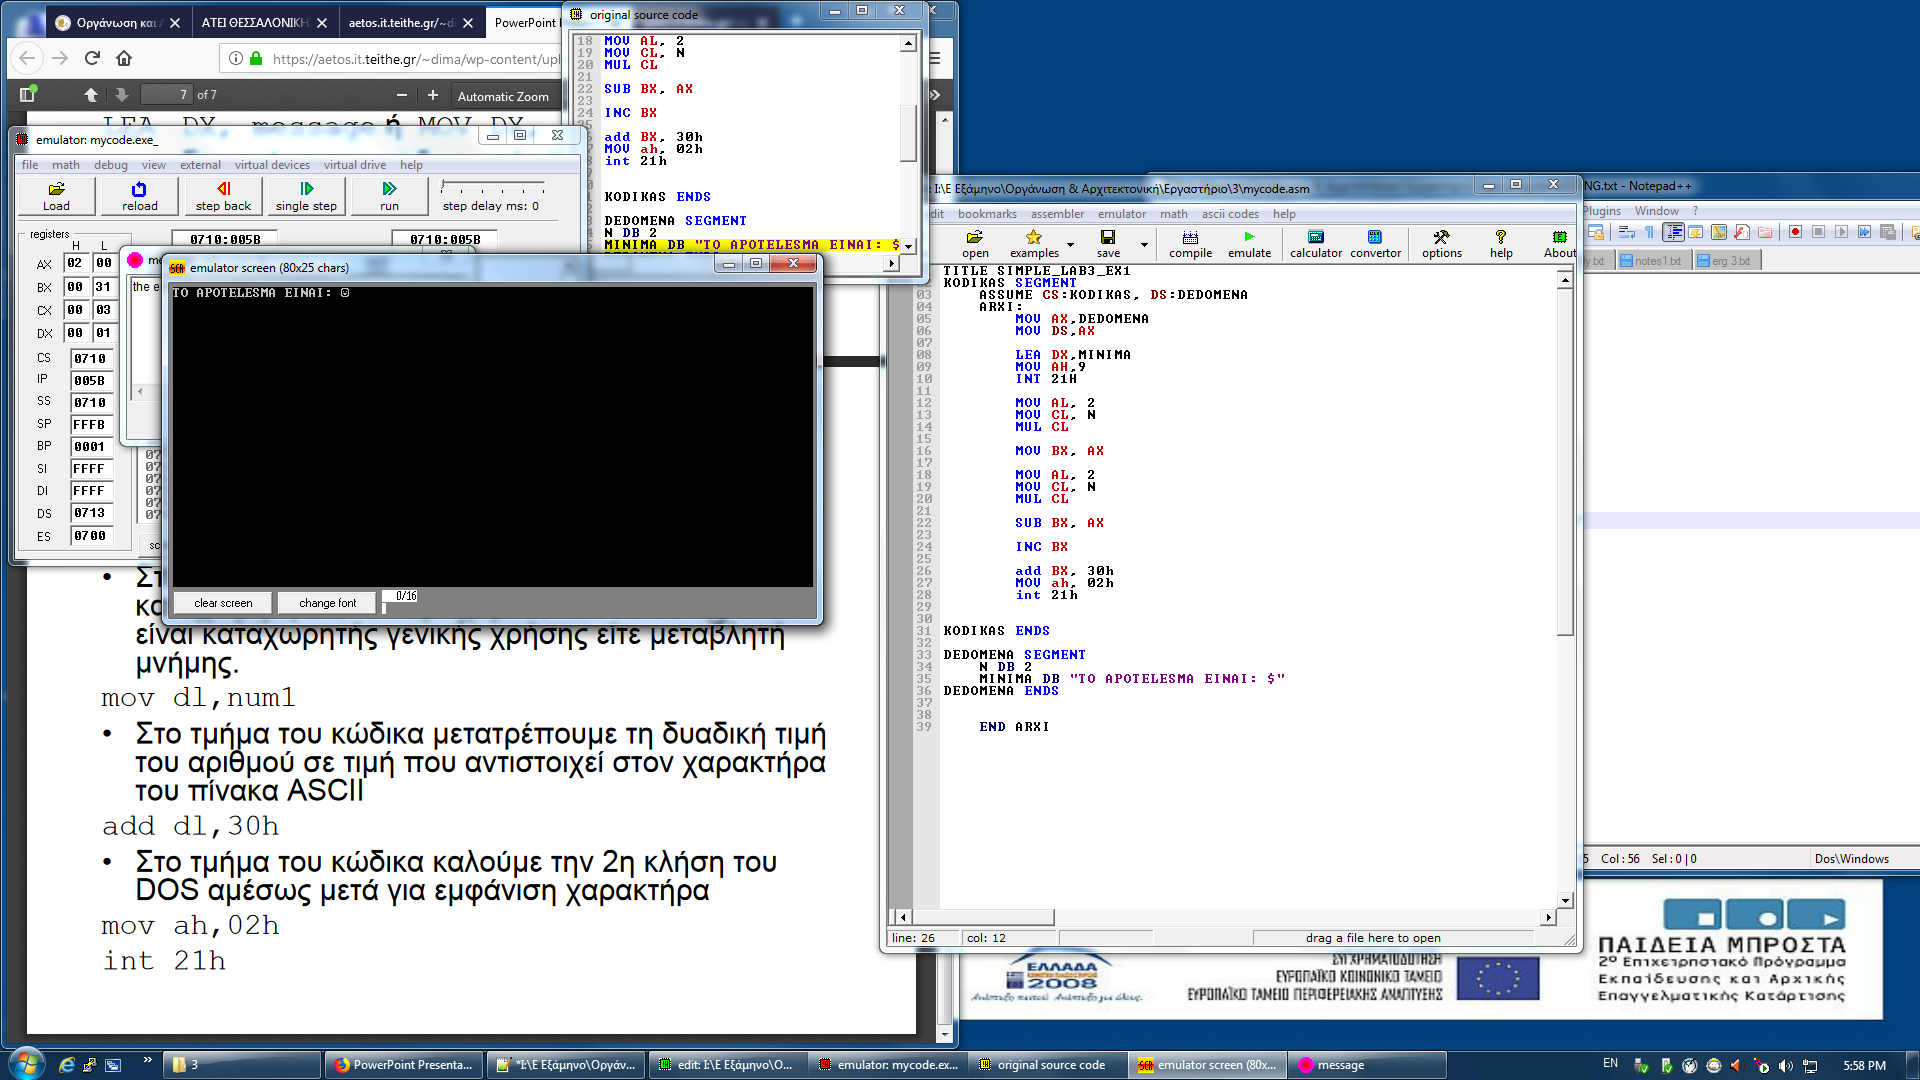 Οργάνωση και Α
ΑΤΕΙ ΘΕΣΣΑΛΟΝΙΚΗ
aetos.it.teithe.gr/~di
PowerPoint
https://aetos.it.teithe.gr/~dima/wp-content/upl
7 of 7
Automatic Zoom
LEA DX, message ή MOV DX,
original source code
18 MOV AL, 2
19 MOV CL, N
20 MUL CL
21
22 SUB BX, AX
23
24 INC BX
add BX, 30h
MOV ah, 02h
int 21h
KODIKAS ENDS
DEDOMENA SEGMENT
N DB 2
MINIMA DB "TO APOTELESMA EINAI: $
emulator: mycode.exe_
file math debug view external virtual devices virtual drive help
Load reload step back single step run step delay ms: 0
registers
H L
0710:005B 0710:005B
AX 02 00
BX 00 31
CX 00 03
DX 00 01
CS 0710
IP 005B
SS 0710
SP FFFB
BP 0001
SI FFFF
DI FFFF
DS 0713
ES 0700
the e
emulator screen (80x25 chars)
TO APOTELESMA EINAI: ☺
clear screen change font 0/16
είναι καταχωρητής γενικής χρήσης είτε μεταβλητή
μνήμης.
mov dl,num1
• Στο τμήμα του κώδικα μετατρέπουμε τη δυαδική τιμή
του αριθμού σε τιμή που αντιστοιχεί στον χαρακτήρα
του πίνακα ASCII
add dl,30h
• Στο τμήμα του κώδικα καλούμε την 2η κλήση του
DOS αμέσως μετά για εμφάνιση χαρακτήρα
mov ah,02h
int 21h
: I:\Ε Εξάμηνο\Οργάνωση & Αρχιτεκτονική\Εργαστήριο\3\mycode.asm
dit bookmarks assembler emulator math ascii codes help
open examples save compile emulate calculator convertor options help About
TITLE SIMPLE_LAB3_EX1
KODIKAS SEGMENT
03 ASSUME CS:KODIKAS, DS:DEDOMENA
04 ARXI:
05 MOV AX,DEDOMENA
06 MOV DS,AX
07
08 LEA DX,MINIMA
09 MOV AH,9
10 INT 21H
11
12 MOV AL, 2
13 MOV CL, N
14 MUL CL
15
16 MOV BX, AX
17
18 MOV AL, 2
19 MOV CL, N
20 MUL CL
21
22 SUB BX, AX
23
24 INC BX
25
26 add BX, 30h
27 MOV ah, 02h
28 int 21h
29
30
31 KODIKAS ENDS
32
33 DEDOMENA SEGMENT
34 N DB 2
35 MINIMA DB "TO APOTELESMA EINAI: $"
36 DEDOMENA ENDS
37
38
39 END ARXI
line: 26 col: 12 drag a file here to open
NG.txt - Notepad++
Plugins Window ?
notes1.txt erg 3.txt
Col : 56 Sel : 0 | 0 Dos\Windows
ΕΛΛΑΔΑ
2008
Ανάπτυξη παντού. Ανάπτυξη για όλους.
ΣΥΓΧΡΗΜΑΤΟΔΟΤΗΣΗ
ΕΥΡΩΠΑΪΚΟ ΚΟΙΝΩΝΙΚΟ ΤΑΜΕΙΟ
ΕΥΡΩΠΑΪΚΟ ΤΑΜΕΙΟ ΠΕΡΙΦΕΡΕΙΑΚΗΣ ΑΝΑΠΤΥΞΗΣ
ΠΑΙΔΕΙΑ ΜΠΡΟΣΤΑ
2º Επιχειρησιακό Πρόγραμμα
Εκπαίδευσης και Αρχικής
Επαγγελματικής Κατάρτισης
3
PowerPoint Presenta...
*I:\Ε Εξάμηνο\Οργάν...
edit: I:\Ε Εξάμηνο\Ο...
emulator: mycode.ex...
original source code
emulator screen (80x...
message
EN
5:58 PM